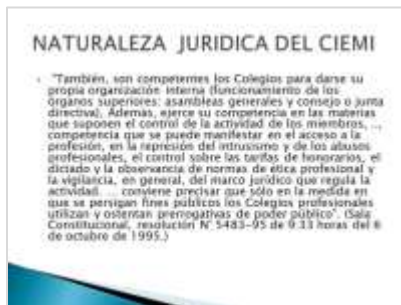 NATURALEZA JURIDICA DEL CIEMI
"También, son competentes los Colegios para darse su
propia organización interna (funcionamiento de los
órganos superiores: asambleas generales y consejo o junta
directiva). Además, ejerce su competencia en las materias
que suponen el control de la actividad de los miembros, ...
competencia que se puede manifestar en el acceso a la
profesión, en la represión del intrusismo y de los abusos
profesionales, el control sobre las tarifas de honorarios, el
dictado y la observancia de normas de ética profesional y
la vigilancia, en general, del marco jurídico que regula la
actividad. ... conviene precisar que sólo en la medida en
que se persigan fines públicos los Colegios profesionales
utilizan y ostentan prerrogativas de poder público". (Sala
Constitucional, resolución N° 5483-95 de 9:33 horas del 6
de octubre de 1995.)